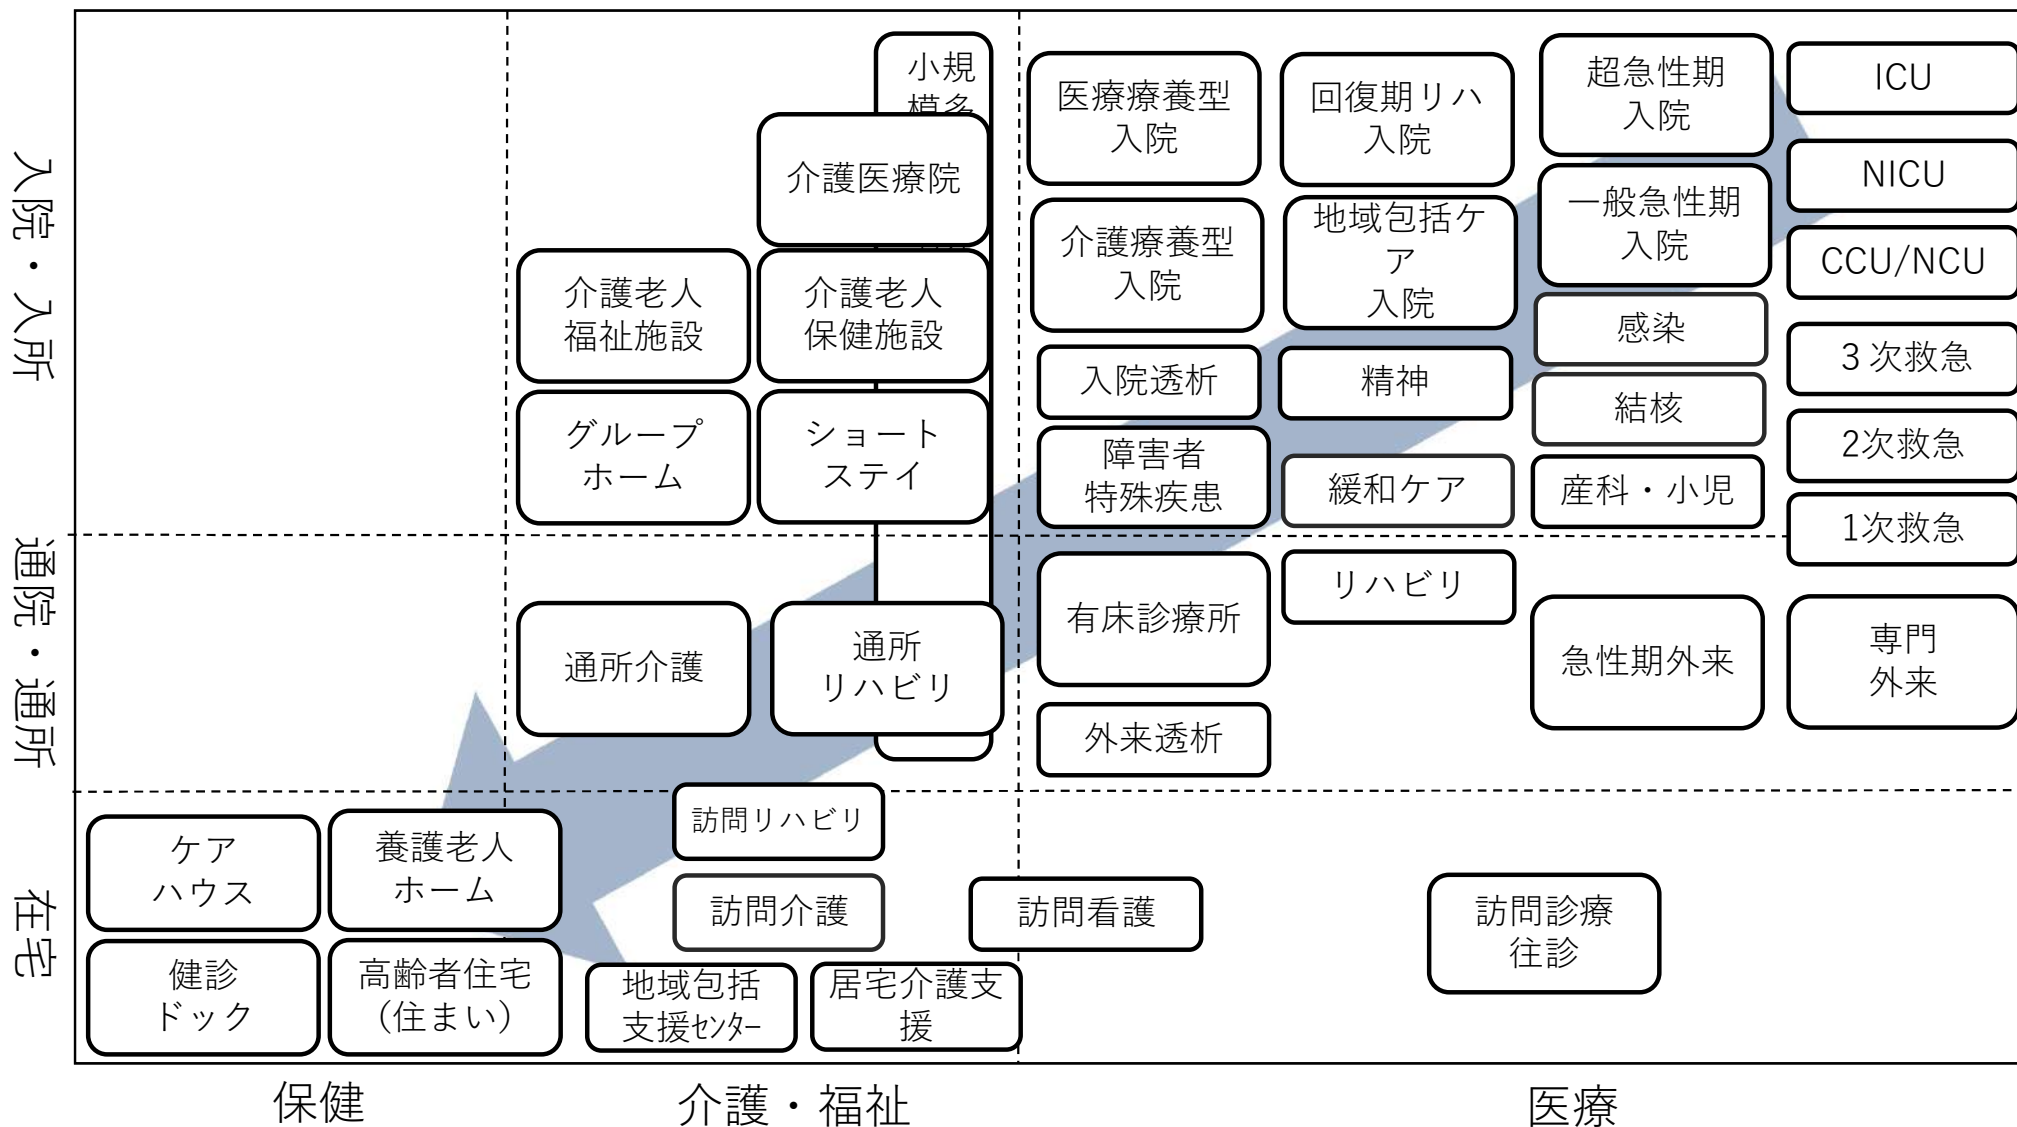 入院・入所
通院・通所
在宅
小規
模多
介護医療院
介護老人
福祉施設
介護老人
保健施設
グループ
ホーム
ショート
ステイ
医療療養型
入院
回復期リハ
入院
超急性期
入院
ICU
介護療養型
入院
地域包括ケ
ア
入院
一般急性期
入院
NICU
CCU/NCU
入院透析
精神
感染
3次救急
結核
2次救急
障害者
特殊疾患
緩和ケア
産科・小児
1次救急
通所介護
通所
リハビリ
有床診療所
リハビリ
急性期外来
専門
外来
外来透析
ケア
ハウス
養護老人
ホーム
訪問リハビリ
訪問介護
訪問看護
訪問診療
往診
健診
ドック
高齢者住宅
(住まい)
地域包括
支援センター
居宅介護支
援
保健
介護・福祉
医療